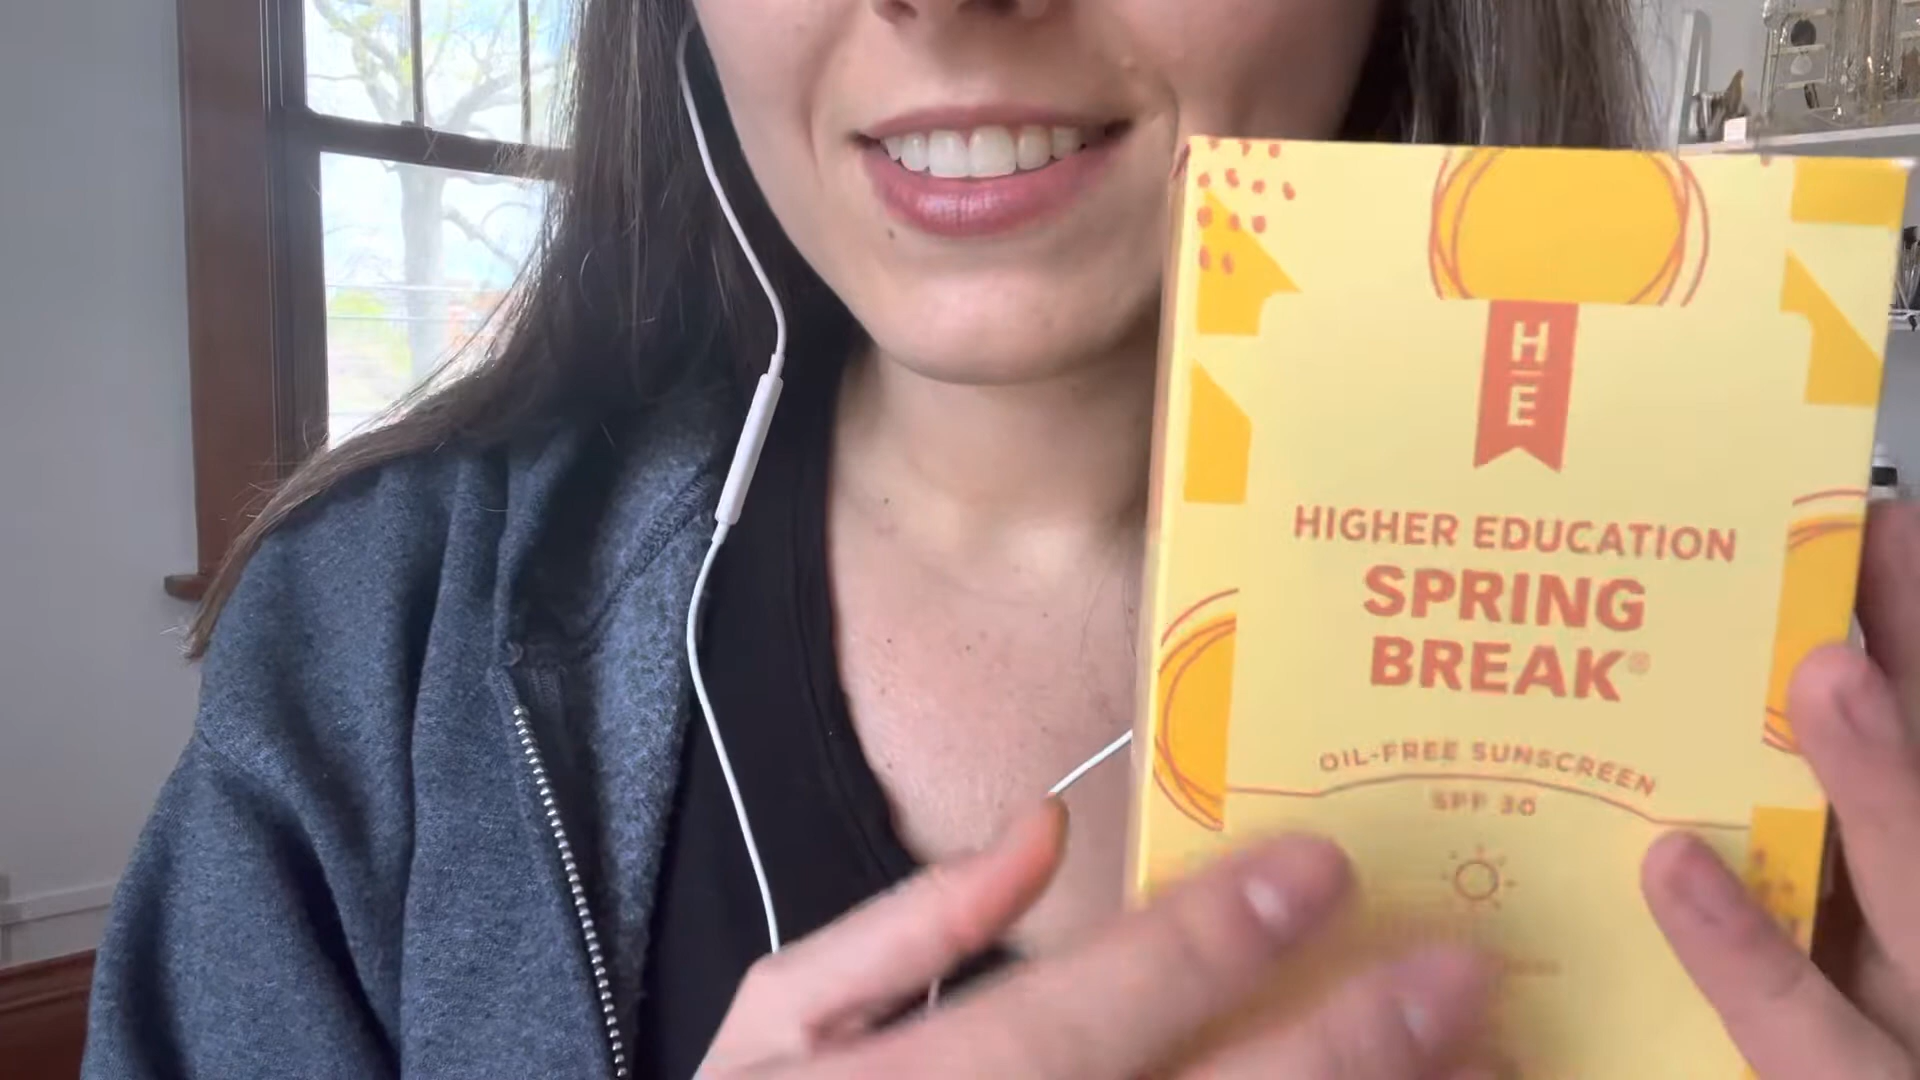 H
E
HIGHER EDUCATION
SPRING
BREAK®
OIL-FREE SUNSCREEN
SPF 30